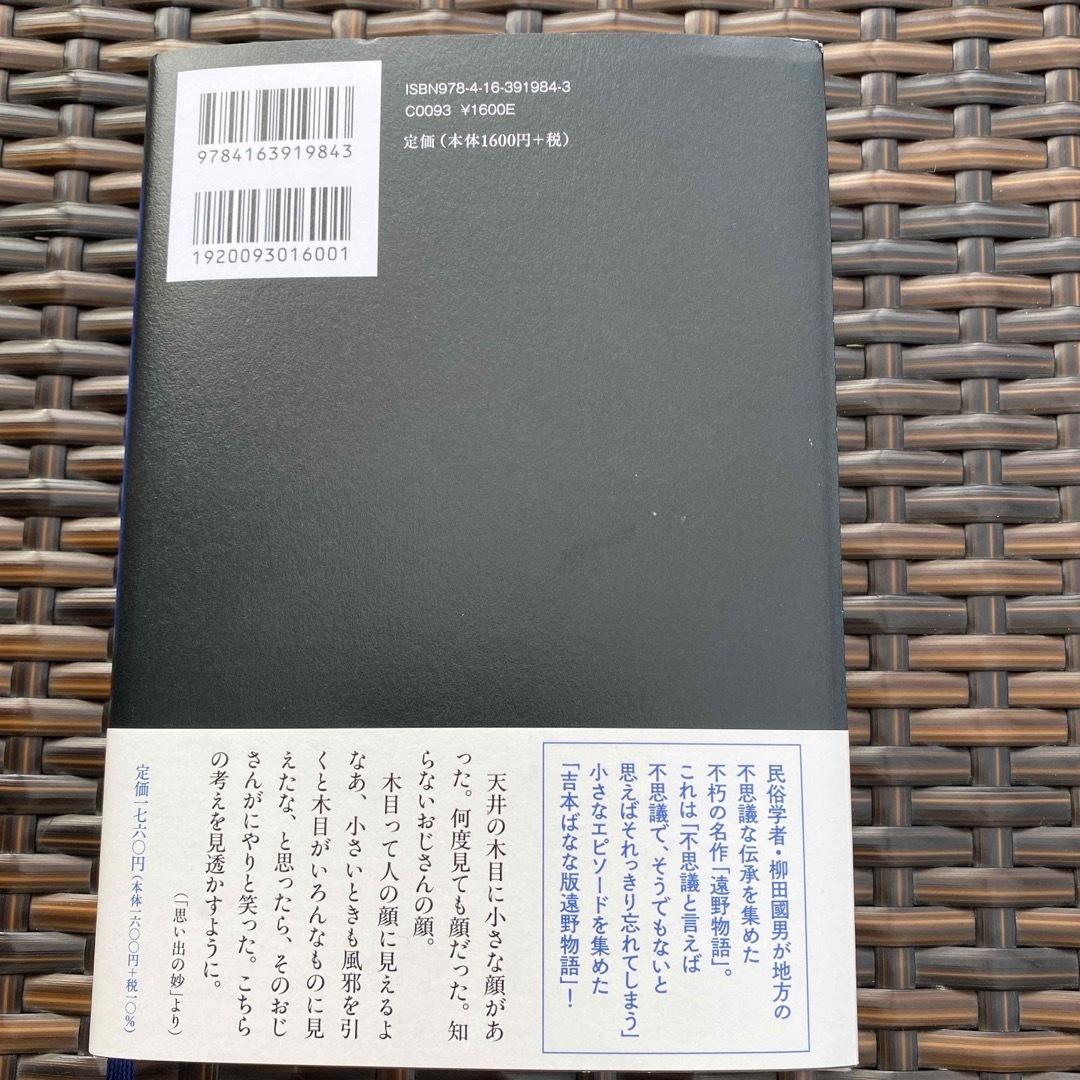 ISBN978-4-16-391984-3
C0093 ¥1600E
定価(本体1600円+税)
9784163919843
1920093016001
民俗学者・柳田國男が地方の
不思議な伝承を集めた
不朽の名作「遠野物語」。
これは「不思議と言えば
不思議で、そうでもないと
思えばそれっきり忘れてしまう」
小さなエピソードを集めた
「吉本ばなな版遠野物語」!
天井の木目に小さな顔があ
った。何度見ても顔だった。知
らないおじさんの顔。
木目って人の顔に見えるよ
なあ、小さいときも風邪を引
くと木目がいろんなものに見
えたな、と思ったら、そのおじ
さんがにやりと笑った。こちら
の考えを見透かすように。
(「思い出の妙」より)
定価一七六〇円(本体一六〇〇円+税一〇%)